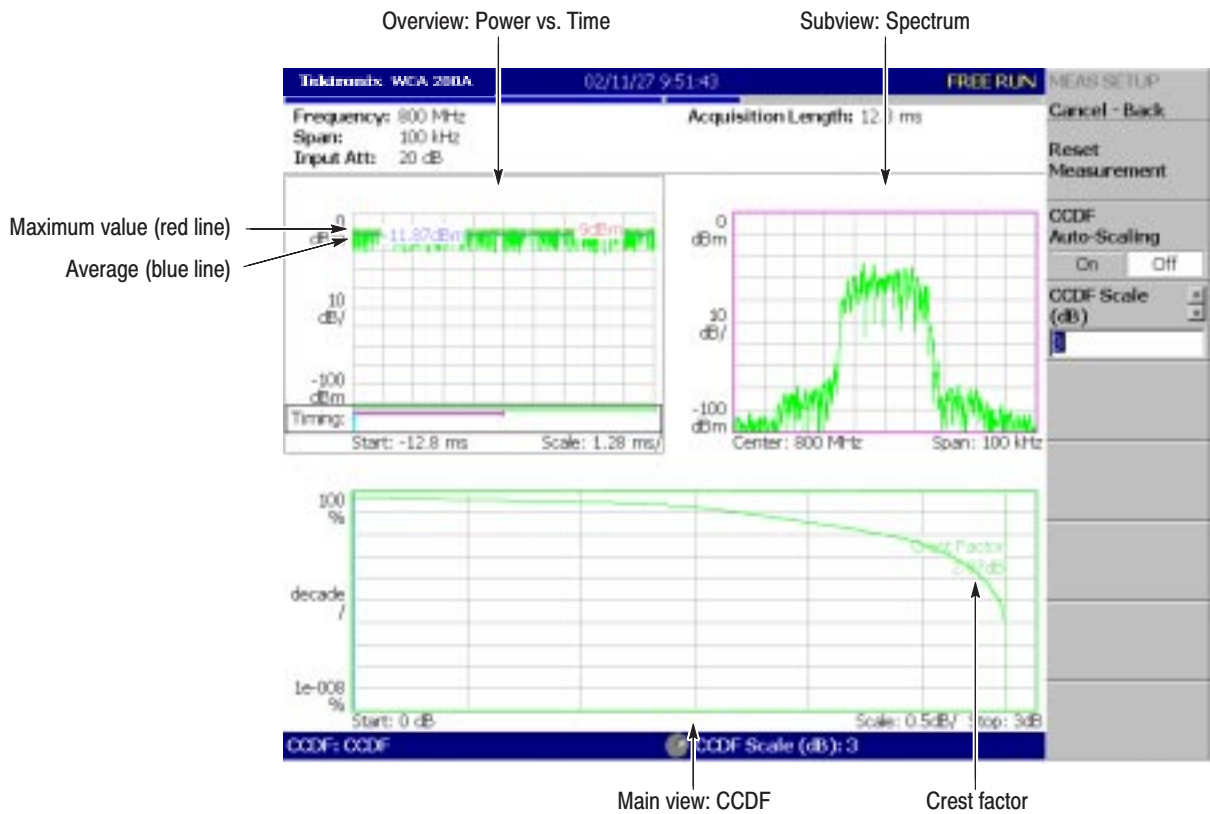 Overview: Power vs. Time
Subview: Spectrum
Tektronix WCA 200A 02/11/27 9:51:43 FREE RUN
MEAS SETUP
Frequency: 800 MHz
Acquisition Length: ms
Span: 100 kHz
Input Att: 20 dB
Cancel - Back
Reset
Measurement
CCDF
Auto-Scaling
On Off
CCDF Scale
(dB)
Maximum value (red line)
Average (blue line)
0
dBm
-11.87dBm
-9dBm
10
dB/
-100
dBm
Timing:
Start: -12.8 ms Scale: 1.28 ms/
0
dBm
10
dB/
-100
dBm
Center: 800 MHz Span: 100 kHz
100
%
Crest Factor
decade
/
1e-008
%
Start: 0 dB Scale: 0.5dB/ Stop: 3dB
CCDF: CCDF CCDF Scale (dB): 3
Main view: CCDF
Crest factor